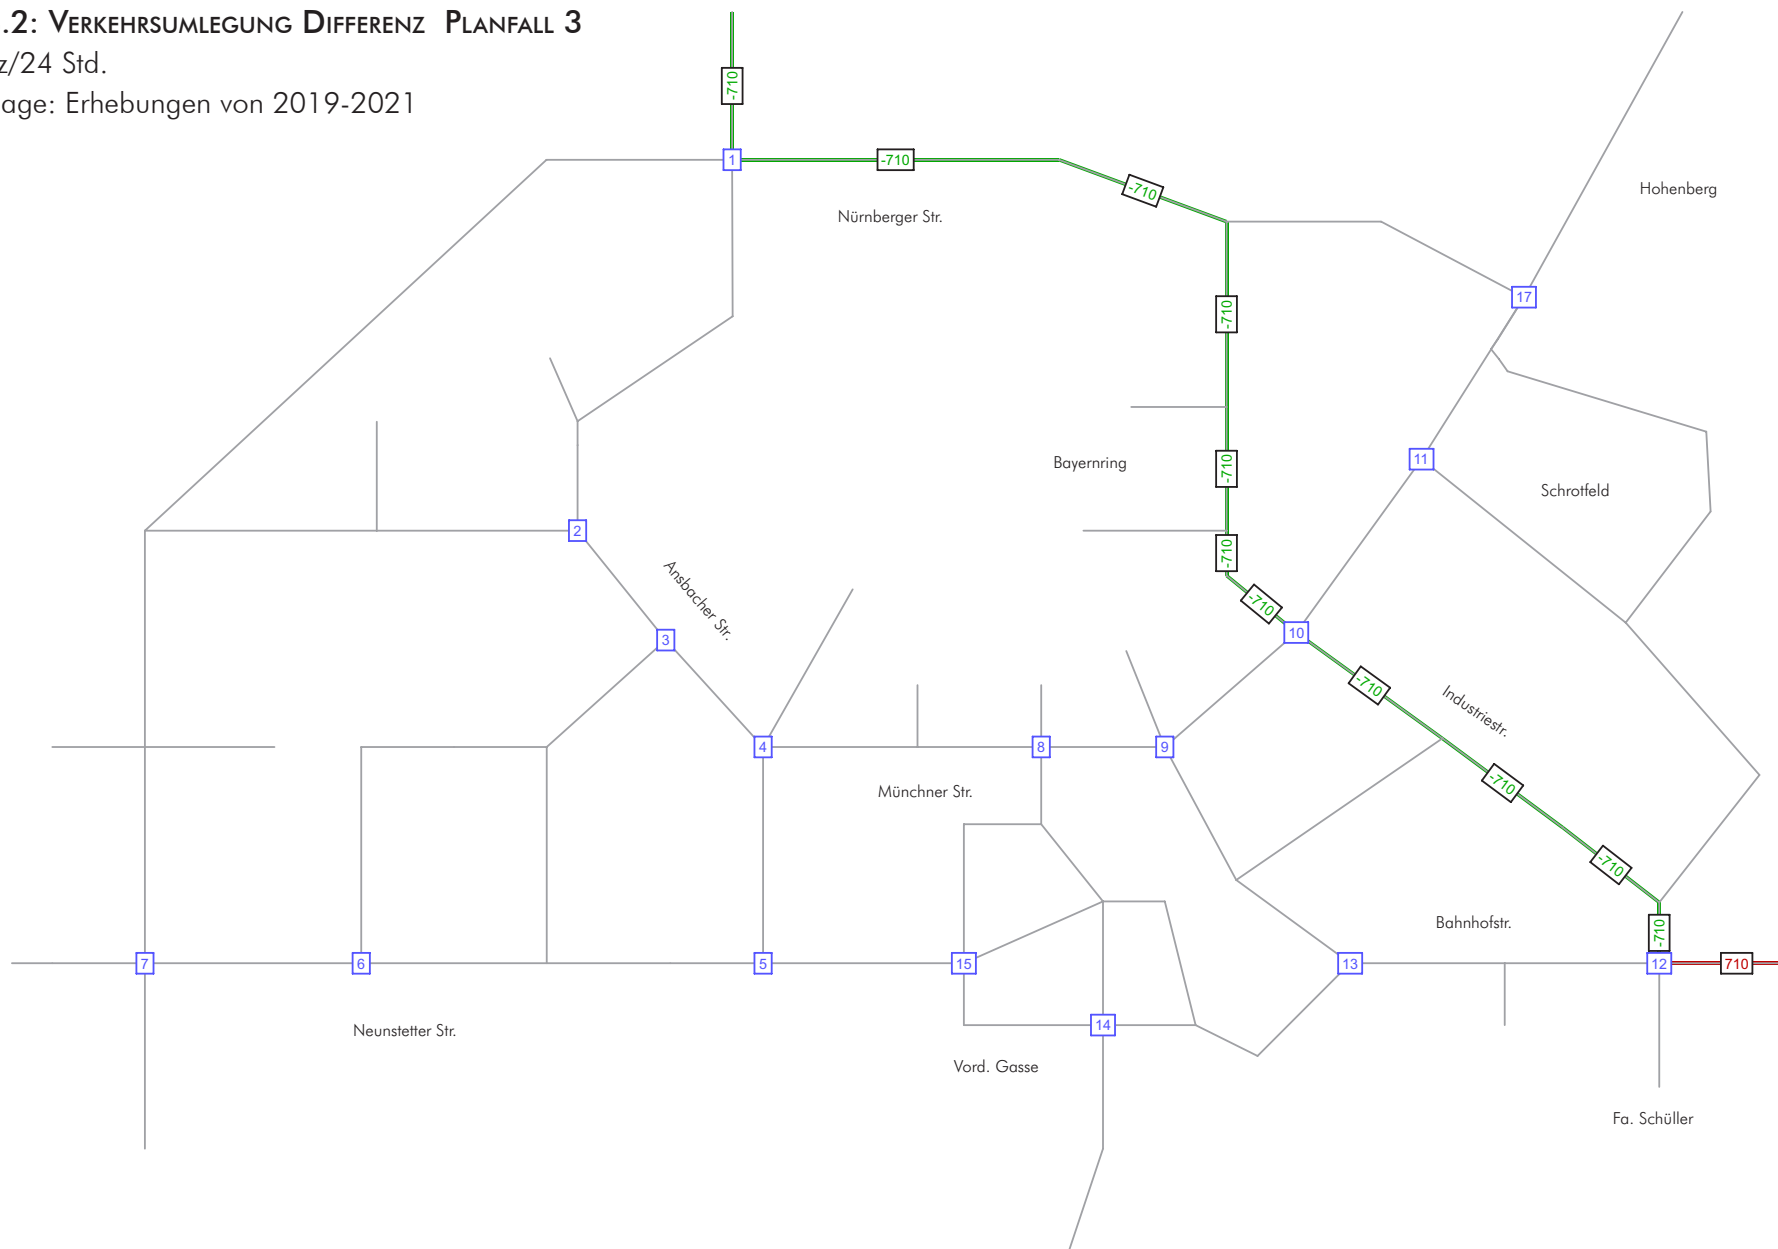 .2: Verkehrsumlegung Differenz Planfall 3
z/24 Std.
age: Erhebungen von 2019-2021
-710
1
-710
-710
Nürnberger Str.
Hohenberg
17
-710
Bayernring
-710
11
Schrotfeld
2
-710
Ansbacher Str.
-710
10
3
-710
Industriestr.
4
8
9
-710
Münchner Str.
-710
Bahnhofstr.
-710
7
6
5
15
13
12
710
14
Neunstetter Str.
Vord. Gasse
Fa. Schüller